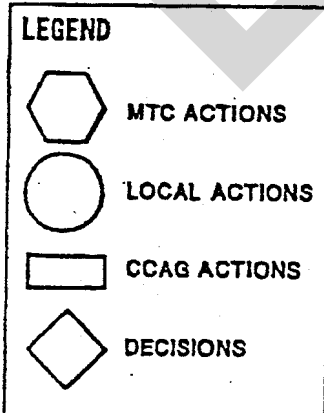 LEGEND
MTC ACTIONS
LOCAL ACTIONS
CCAG ACTIONS
DECISIONS